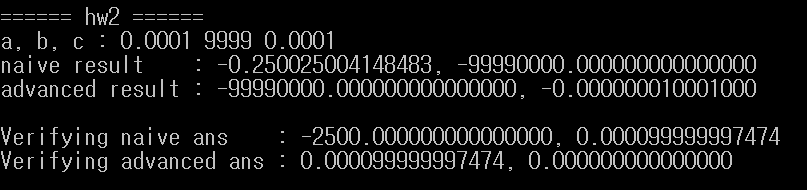 ====== hw2 ======
a, b, c : 0.0001 9999 0.0001
naive result    : -0.250025004148483, -99990000.000000000000000
advanced result : -99990000.000000000000000, -0.000000010001000
Verifying naive ans    : -2500.000000000000000, 0.000099999997474
Verifying advanced ans : 0.000099999997474, 0.000000000000000